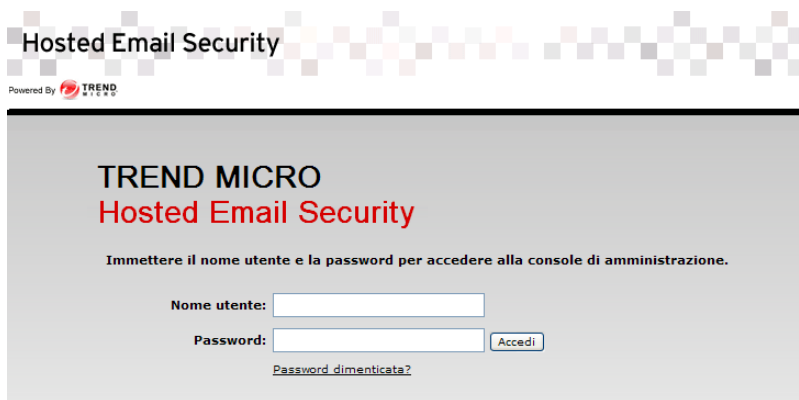 Hosted Email Security
Powered By TREND MICRO
TREND MICRO
Hosted Email Security
Immettere il nome utente e la password per accedere alla console di amministrazione.
Nome utente:
Password: Accedi
Password dimenticata?